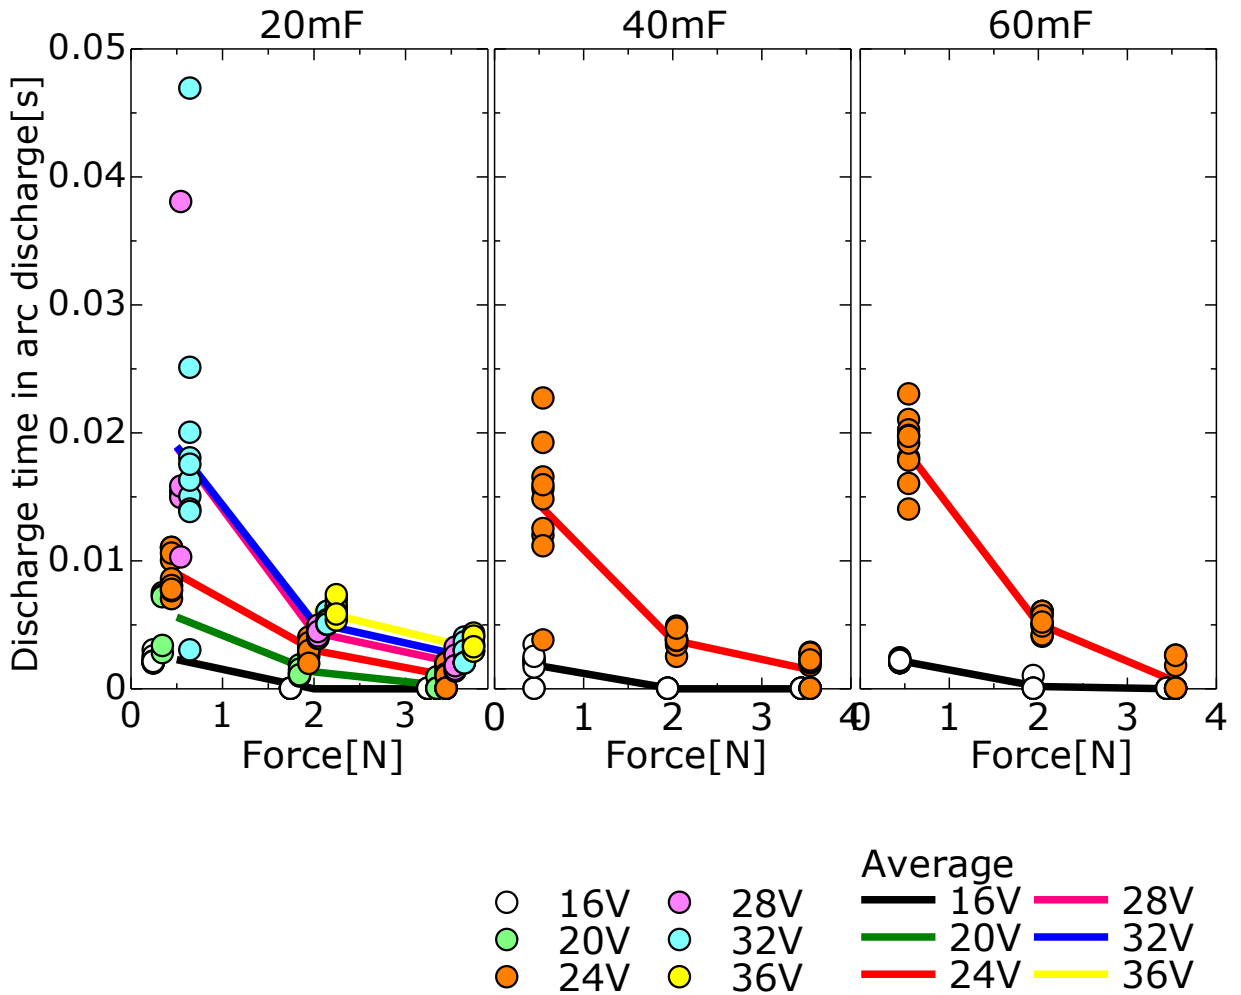 20mF 40mF 60mF
Discharge time in arc discharge[s]
0.05
0.04
0.03
0.02
0.01
0
0 1 2 3 0 1 2 3 4 0 1 2 3 4
Force[N] Force[N] Force[N]
Average
16V 28V 16V 28V
20V 32V 20V 32V
24V 36V 24V 36V